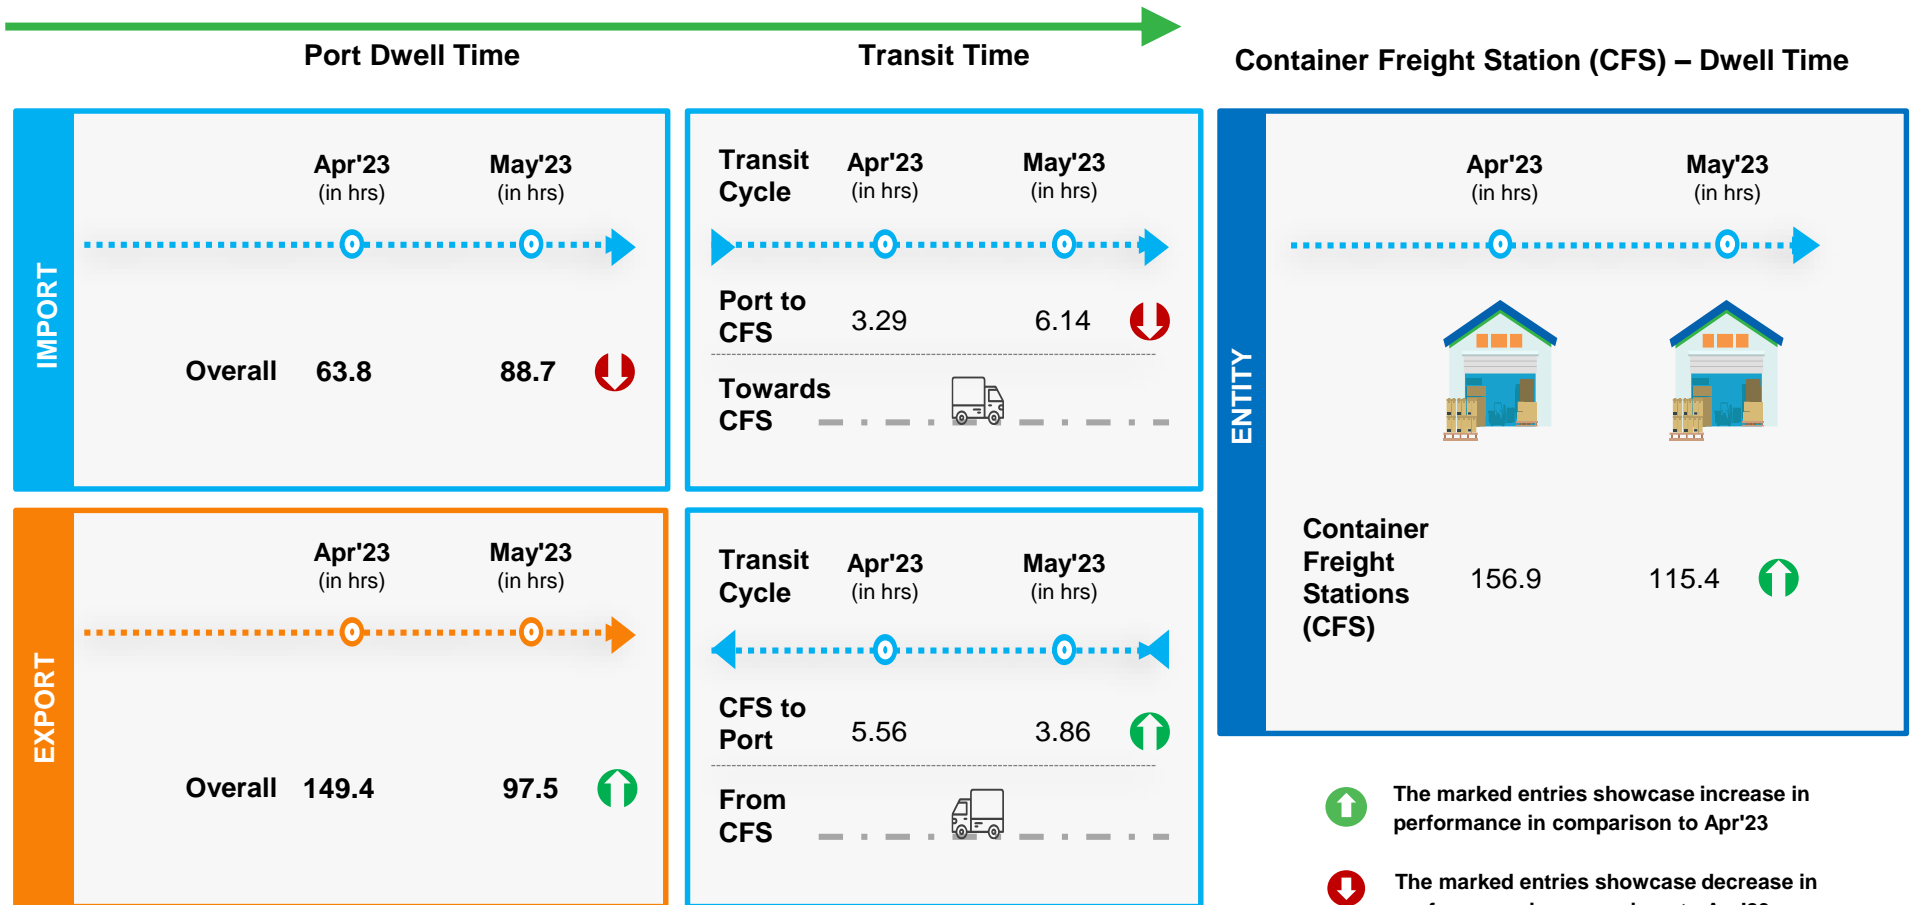 Port Dwell Time
Transit Time
Container Freight Station (CFS) – Dwell Time
IMPORT
Apr'23
(in hrs)
May'23
(in hrs)
Overall 63.8 88.7
Transit
Cycle
Apr'23
(in hrs)
May'23
(in hrs)
Port to
CFS
3.29 6.14
Towards
CFS
ENTITY
Apr'23
(in hrs)
May'23
(in hrs)
Container
Freight
Stations
(CFS)
156.9 115.4
EXPORT
Apr'23
(in hrs)
May'23
(in hrs)
Overall 149.4 97.5
Transit
Cycle
Apr'23
(in hrs)
May'23
(in hrs)
CFS to
Port
5.56 3.86
From
CFS
The marked entries showcase increase in
performance in comparison to Apr'23
The marked entries showcase decrease in